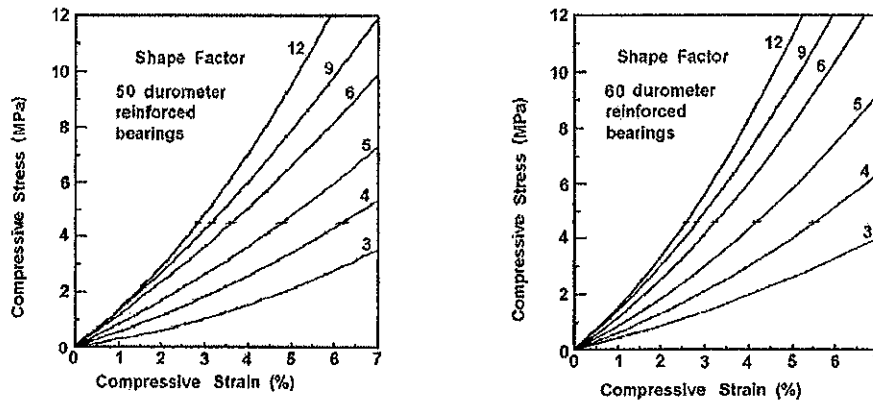 12
10
8
6
4
2
0
Compressive Stress (MPa)
Shape Factor
50 durometer
reinforced
bearings
12
9
6
5
4
3
0 1 2 3 4 5 6 7
Compressive Strain (%)
12
10
8
6
4
2
0
Compressive Stress (MPa)
Shape Factor
60 durometer
reinforced
bearings
12
9
6
5
4
3
0 1 2 3 4 5 6
Compressive Strain (%)